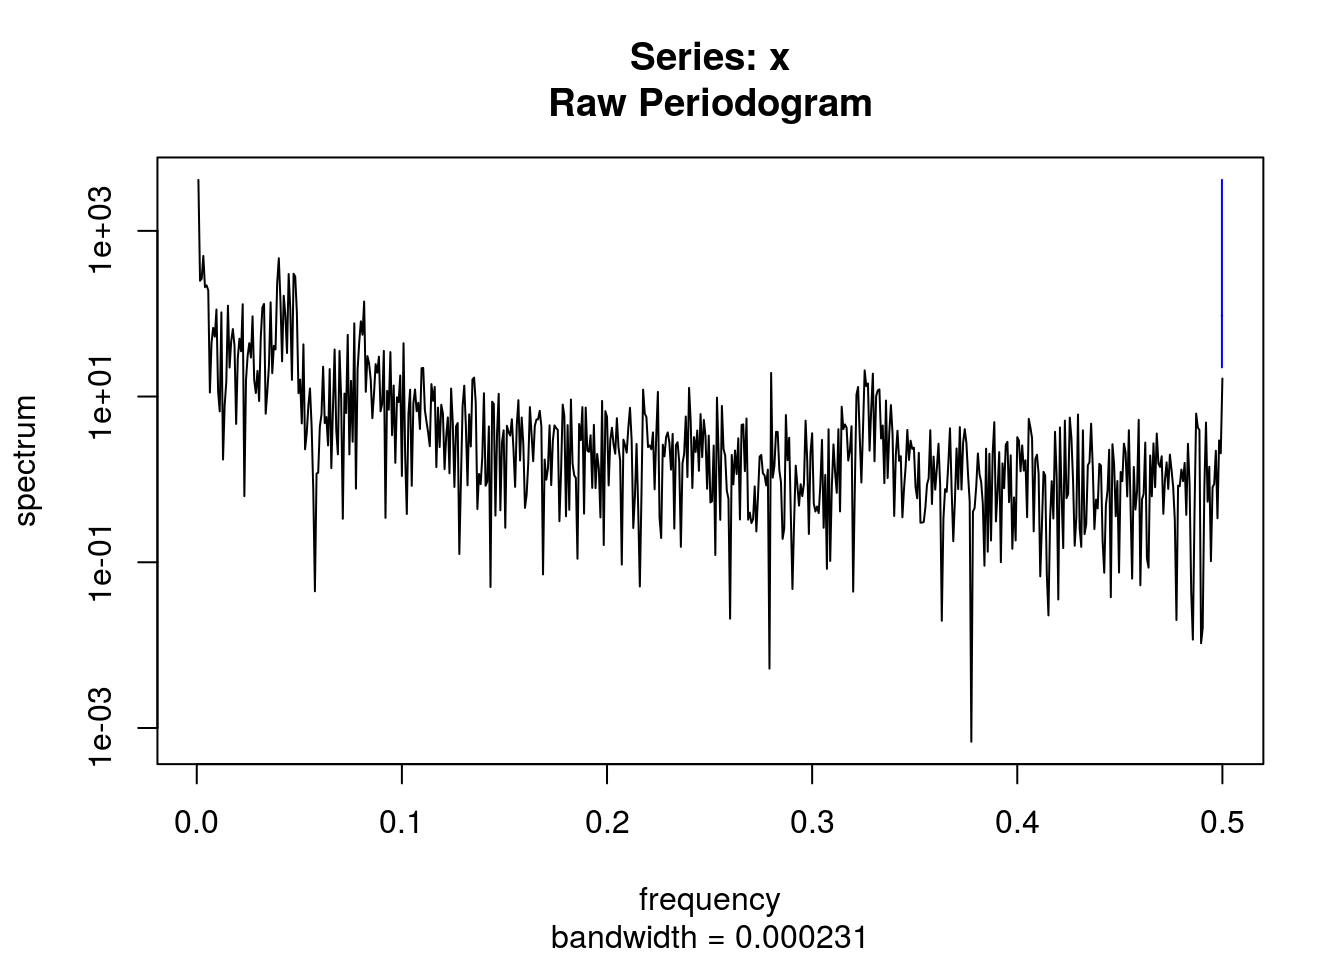 Series: x
Raw Periodogram
spectrum
1e+03
1e+01
1e-01
1e-03
0.0 0.1 0.2 0.3 0.4 0.5
frequency
bandwidth = 0.000231